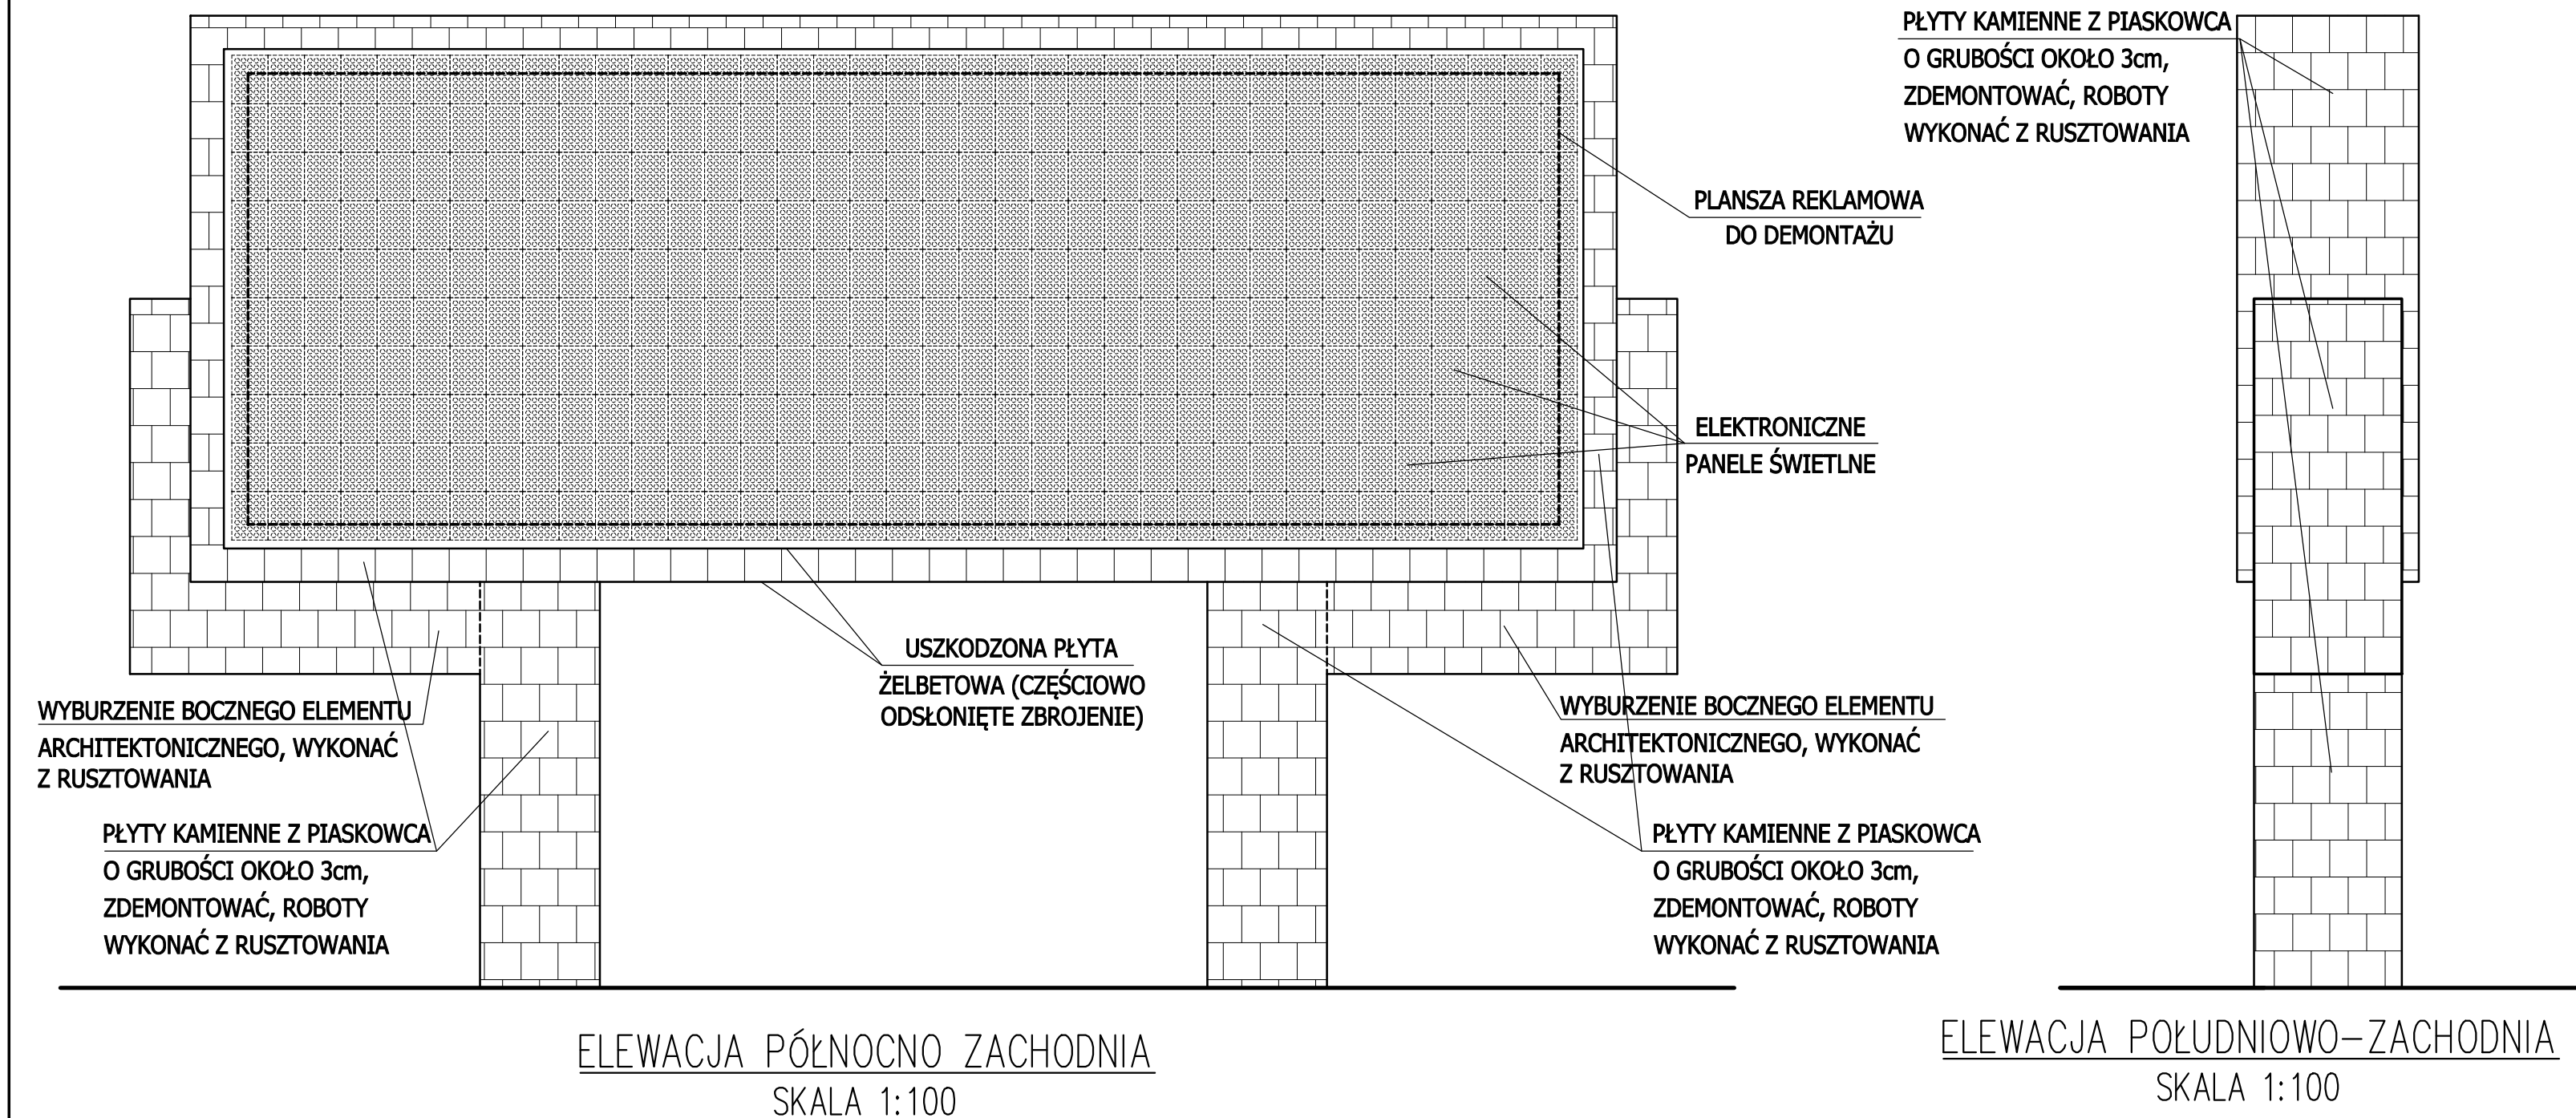 PŁYTY KAMIENNE Z PIASKOWCA
O GRUBOŚCI OKOŁO 3cm,
ZDEMONTOWAĆ, ROBOTY
WYKONAĆ Z RUSZTOWANIA
PLANSZA REKLAMOWA
DO DEMONTAŻU
ELEKTRONICZNE
PANELE ŚWIETLNE
USZKODZONA PŁYTA
ŻELBETOWA (CZĘŚCIOWO
ODSŁONIĘTE ZBROJENIE)
WYBURZENIE BOCZNEGO ELEMENTU
ARCHITEKTONICZNEGO, WYKONAĆ
Z RUSZTOWANIA
WYBURZENIE BOCZNEGO ELEMENTU
ARCHITEKTONICZNEGO, WYKONAĆ
Z RUSZTOWANIA
PŁYTY KAMIENNE Z PIASKOWCA
O GRUBOŚCI OKOŁO 3cm,
ZDEMONTOWAĆ, ROBOTY
WYKONAĆ Z RUSZTOWANIA
PŁYTY KAMIENNE Z PIASKOWCA
O GRUBOŚCI OKOŁO 3cm,
ZDEMONTOWAĆ, ROBOTY
WYKONAĆ Z RUSZTOWANIA
ELEWACJA PÓŁNOCNO ZACHODNIA
SKALA 1:100
ELEWACJA POŁUDNIOWO-ZACHODNIA
SKALA 1:100